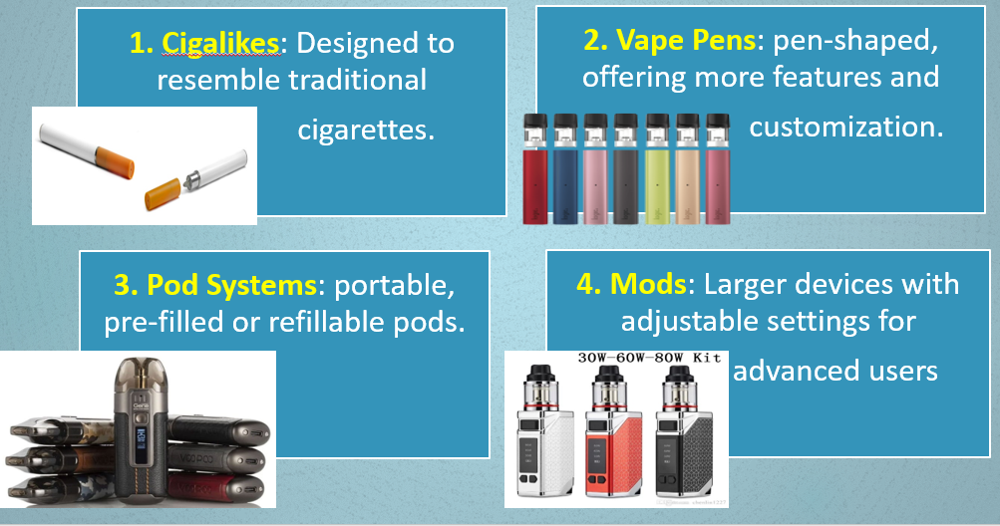 1. Cigalikes: Designed to
resemble traditional
cigarettes.
2. Vape Pens: pen-shaped,
offering more features and
customization.
3. Pod Systems: portable,
pre-filled or refillable pods.
VOOPOO
4. Mods: Larger devices with
adjustable settings for
advanced users
30W-60W-80W Kit